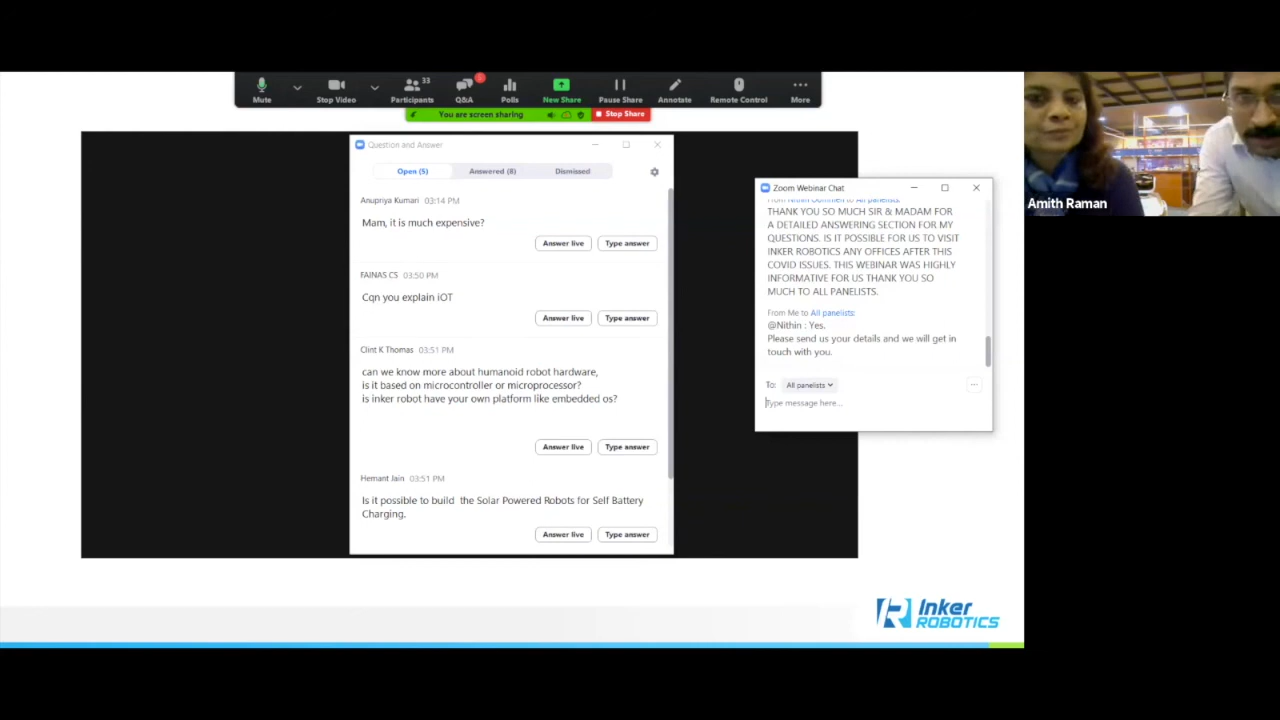 33
Mute
Stop Video
Participants
Q&A
Polls
New Share
Pause Share
Annotate
Remote Control
More
You are screen sharing
Stop Share
Question and Answer
Open (5)
Answered (8)
Dismissed
Anupriya Kumari 03:14 PM
Mam, it is much expensive?
Answer live
Type answer
FAINAS CS 03:50 PM
Cqn you explain iOT
Answer live
Type answer
Clint K Thomas 03:51 PM
can we know more about humanoid robot hardware,
is it based on microcontroller or microprocessor?
is inker robot have your own platform like embedded os?
Answer live
Type answer
Hemant Jain 03:51 PM
Is it possible to build the Solar Powered Robots for Self Battery
Charging.
Answer live
Type answer
Zoom Webinar Chat
From Nithin to All panelists:
THANK YOU SO MUCH SIR & MADAM FOR
A DETAILED ANSWERING SECTION FOR MY
QUESTIONS. IS IT POSSIBLE FOR US TO VISIT
INKER ROBOTICS ANY OFFICES AFTER THIS
COVID ISSUES. THIS WEBINAR WAS HIGHLY
INFORMATIVE FOR US THANK YOU SO
MUCH TO ALL PANELISTS.
From Me to All panelists:
@Nithin : Yes.
Please send us your details and we will get in
touch with you.
To: All panelists
Type message here...
Amith Raman
Inker
ROBOTICS